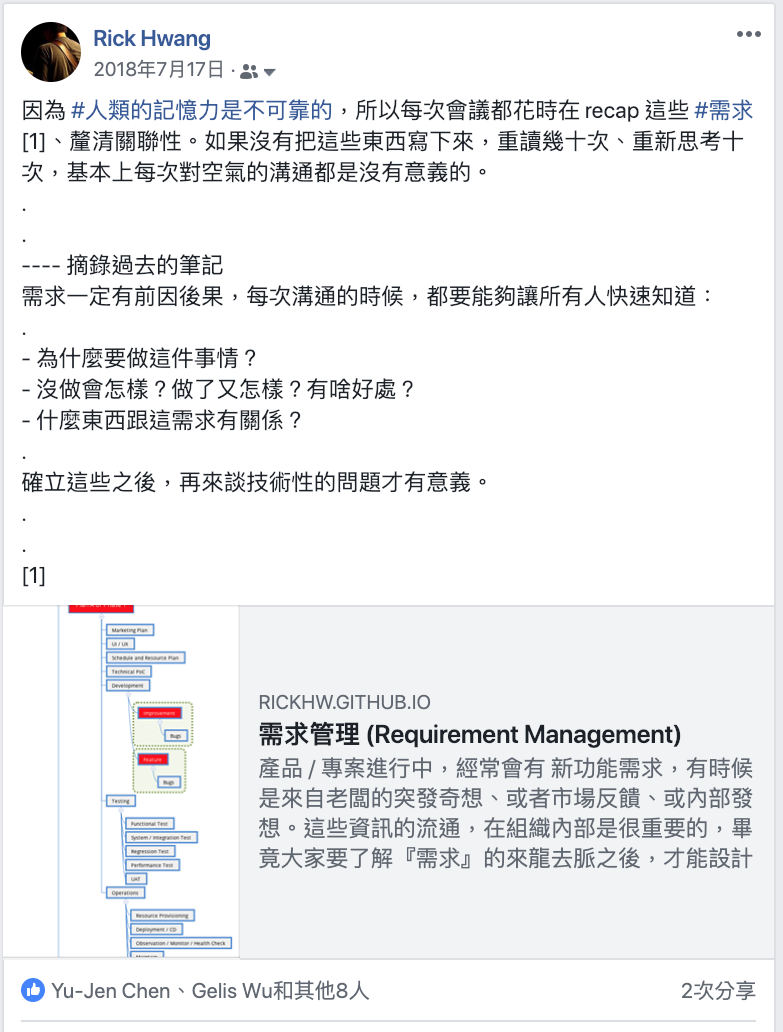 Rick Hwang
2018年7月17日 ·
因為 #人類的記憶力是不可靠的，所以每次會議都花時在 recap 這些 #需求
[1]、釐清關聯性。如果沒有把這些東西寫下來，重讀幾十次、重新思考十
次，基本上每次對空氣的溝通都是沒有意義的。
.
.
---- 摘錄過去的筆記
需求一定有前因後果，每次溝通的時候，都要能夠讓所有人快速知道：
.
- 為什麼要做這件事情？
- 沒做會怎樣？做了又怎樣？有啥好處？
- 什麼東西跟這需求有關係？
.
確立這些之後，再來談技術性的問題才有意義。
.
.
[1]
Marketing Plan
UI / UX
Schedule and Resource Plan
Technical PoC
Development
Improvement
Bugs
Feature
Bugs
Testing
Functional Test
System / Integration Test
Regression Test
Performance Test
UAT
Operations
Resource Provisioning
Deployment / CD
Observation / Monitor / Health Check
RICKHW.GITHUB.IO
需求管理 (Requirement Management)
產品 / 專案進行中，經常會有 新功能需求，有時候
是來自老闆的突發奇想、或者市場反饋、或內部發
想。這些資訊的流通，在組織內部是很重要的，畢
竟大家要了解『需求』的來龍去脈之後，才能設計
Yu-Jen Chen、Gelis Wu和其他8人
2次分享